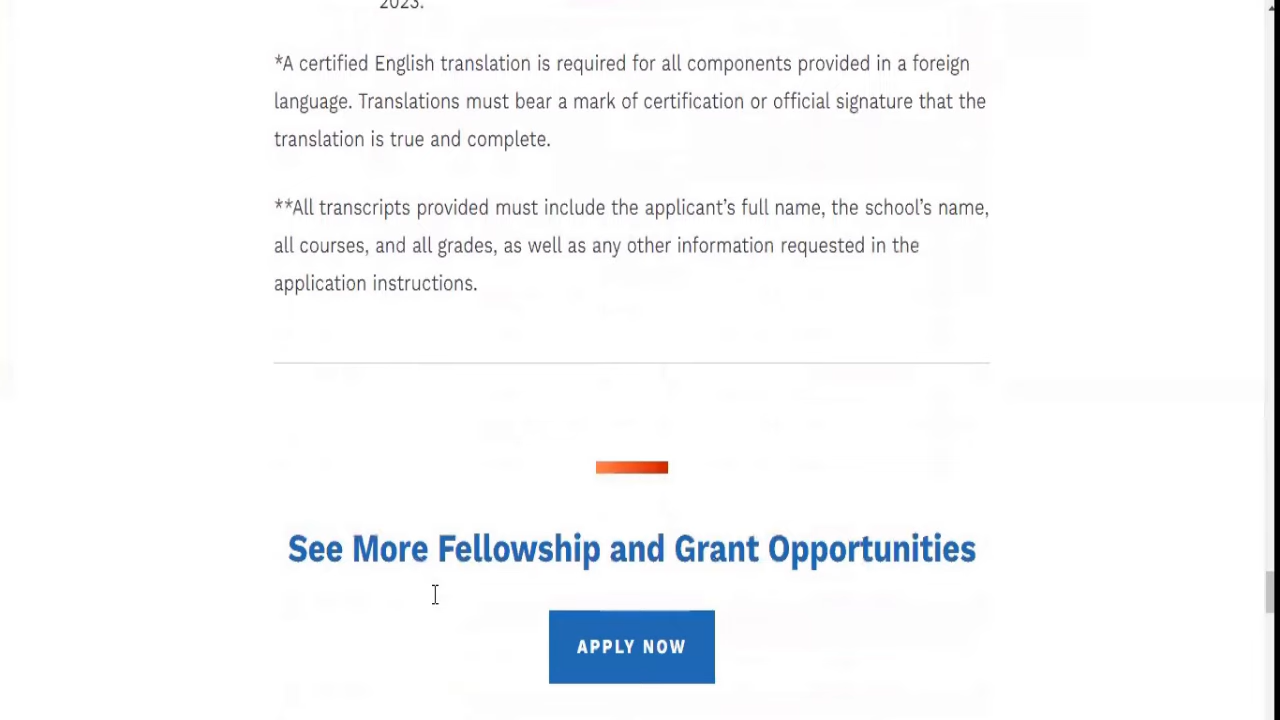 2023.
*A certified English translation is required for all components provided in a foreign
language. Translations must bear a mark of certification or official signature that the
translation is true and complete.
**All transcripts provided must include the applicant’s full name, the school’s name,
all courses, and all grades, as well as any other information requested in the
application instructions.
See More Fellowship and Grant Opportunities
APPLY NOW